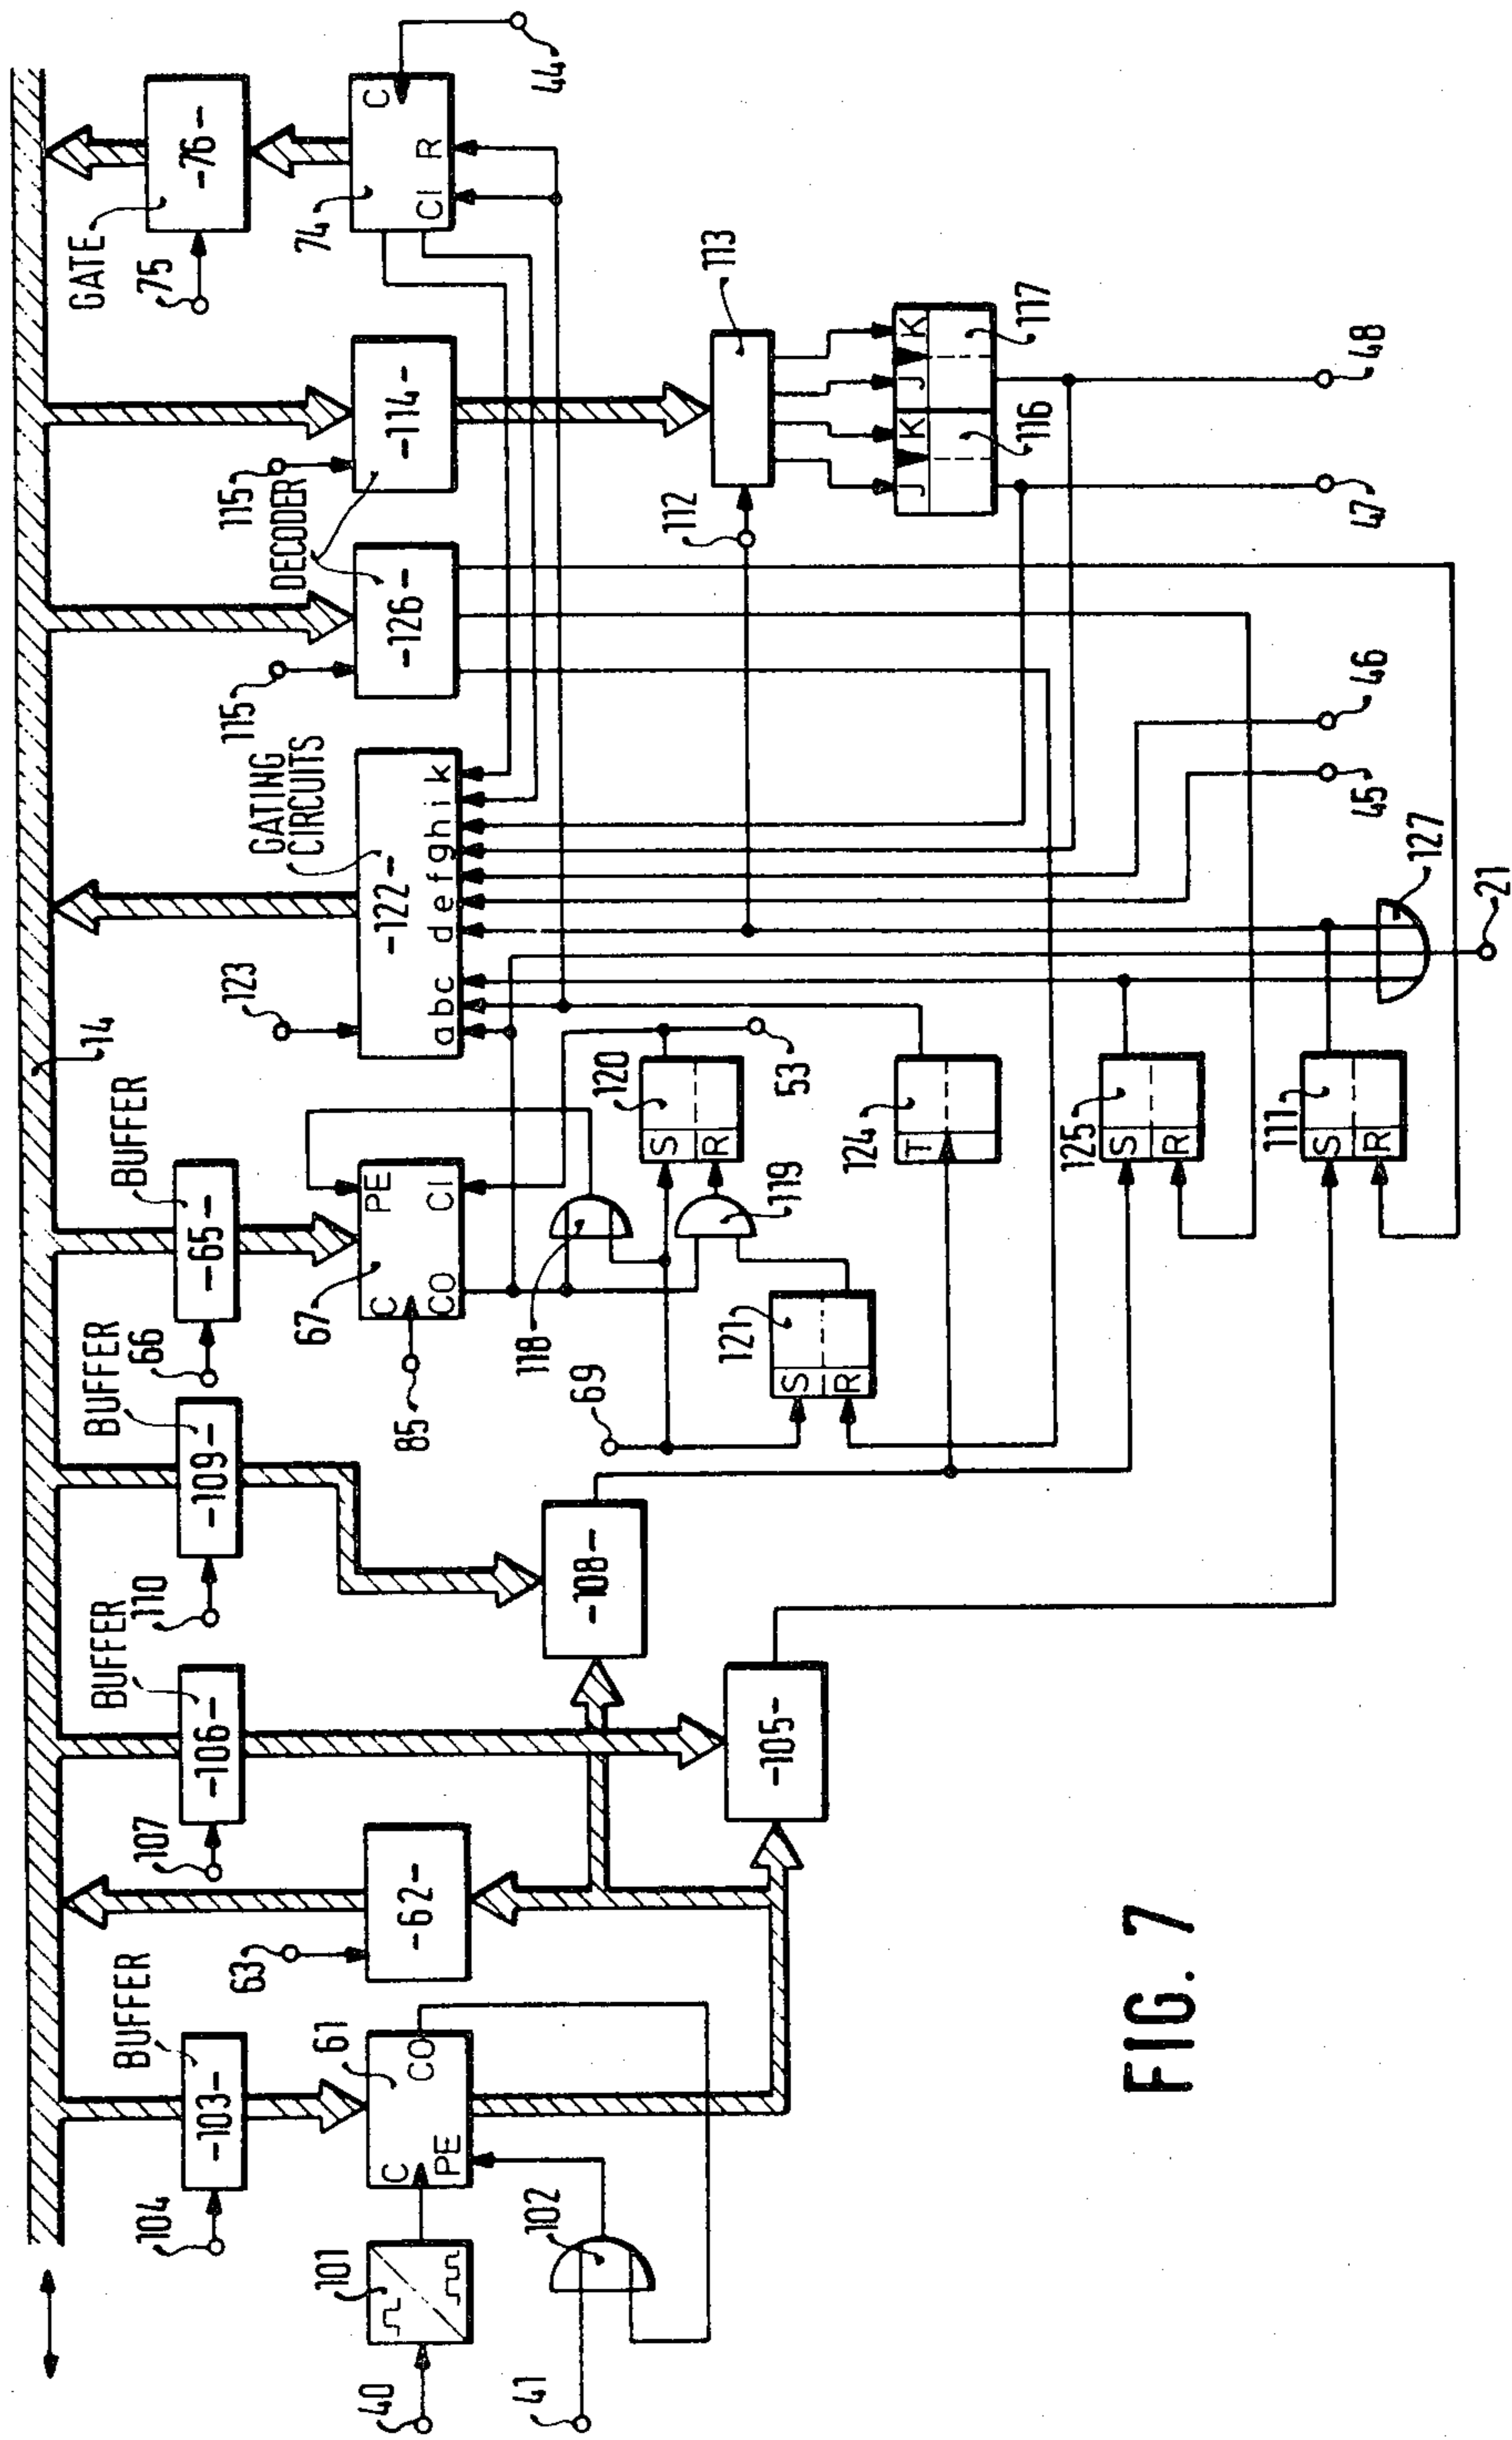 14
BUFFER
-103-
104
BUFFER
-106-
107
BUFFER
-109-
110
BUFFER
-65-
66
123
GATING
CIRCUITS
-122-
a b c d e f g h i k
115
-126-
DECODER
115
-114-
GATE
-76-
75
74
C
CI
R
44
40
101
C
PE
CO
61
41
102
63
-62-
-105-
-108-
67
C
PE
CO
CI
85
118
119
69
120
S
R
53
121
S
R
124
T
125
S
R
111
S
R
127
21
112
113
J
K
J
K
116
117
47
48
45
46
FIG. 7